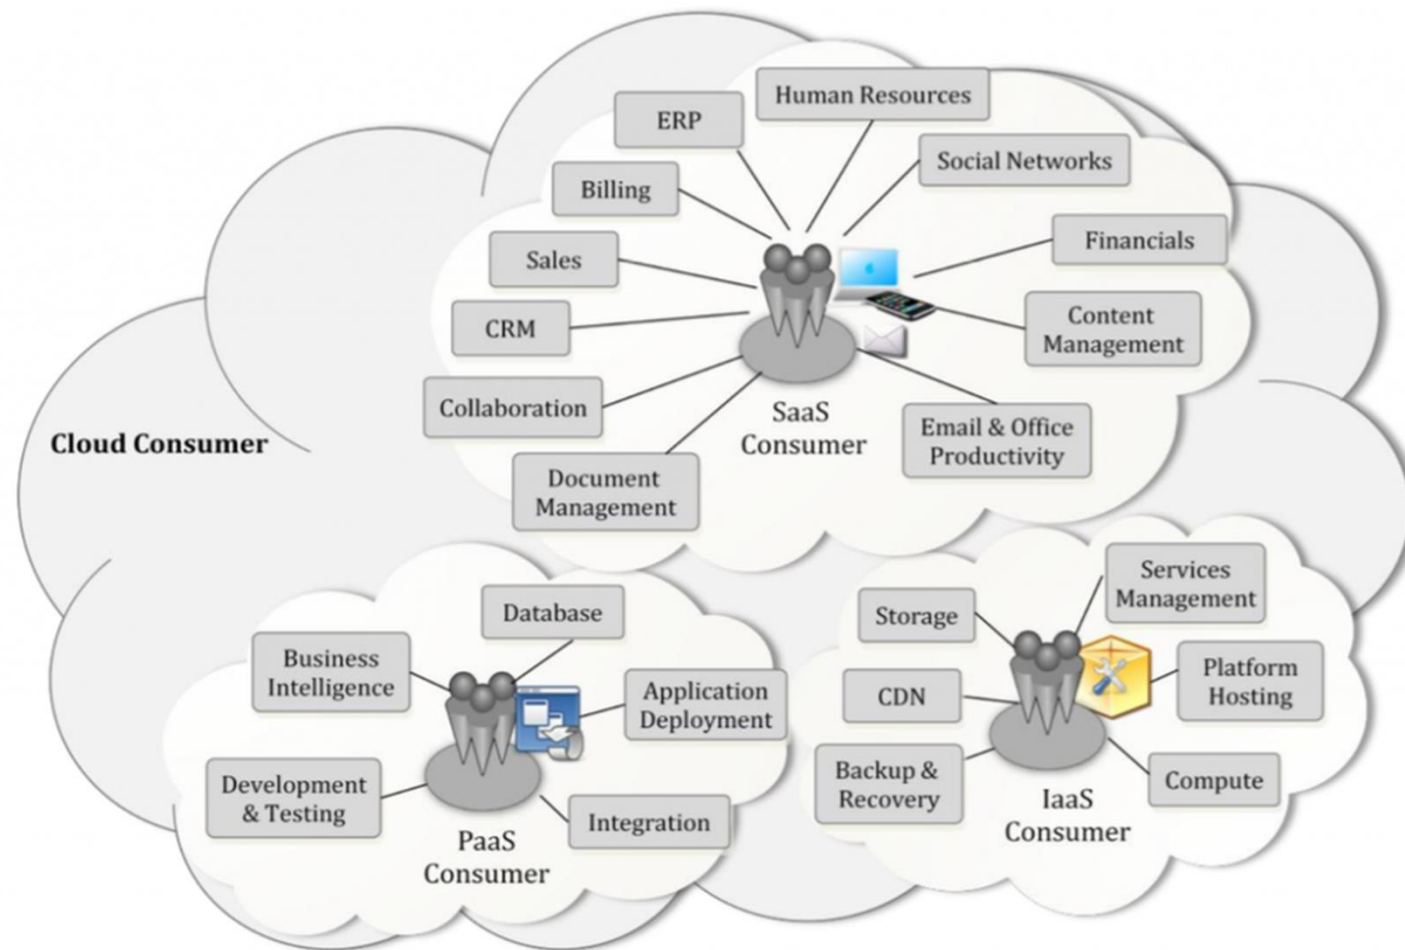 Human Resources
ERP
Social Networks
Billing
Financials
Sales
Content
Management
CRM
Collaboration
SaaS
Consumer
Email & Office
Productivity
Cloud Consumer
Document
Management
Database
Business
Intelligence
Application
Deployment
Development
& Testing
Integration
PaaS
Consumer
Services
Management
Storage
Platform
Hosting
CDN
Backup &
Recovery
Compute
IaaS
Consumer